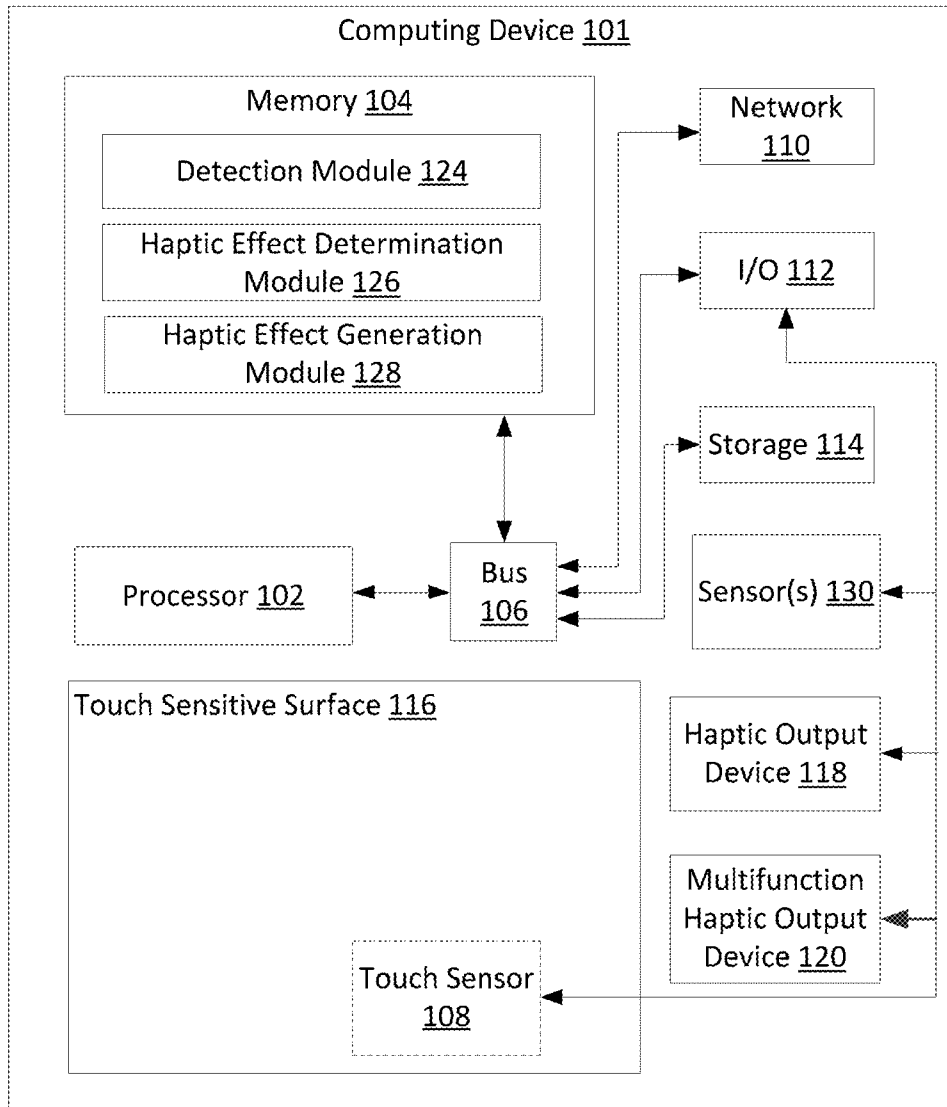 Computing Device 101
Memory 104
Detection Module 124
Haptic Effect Determination
Module 126
Haptic Effect Generation
Module 128
Network
110
I/O 112
Storage 114
Processor 102
Bus
106
Sensor(s) 130
Touch Sensitive Surface 116
Haptic Output
Device 118
Multifunction
Haptic Output
Device 120
Touch Sensor
108